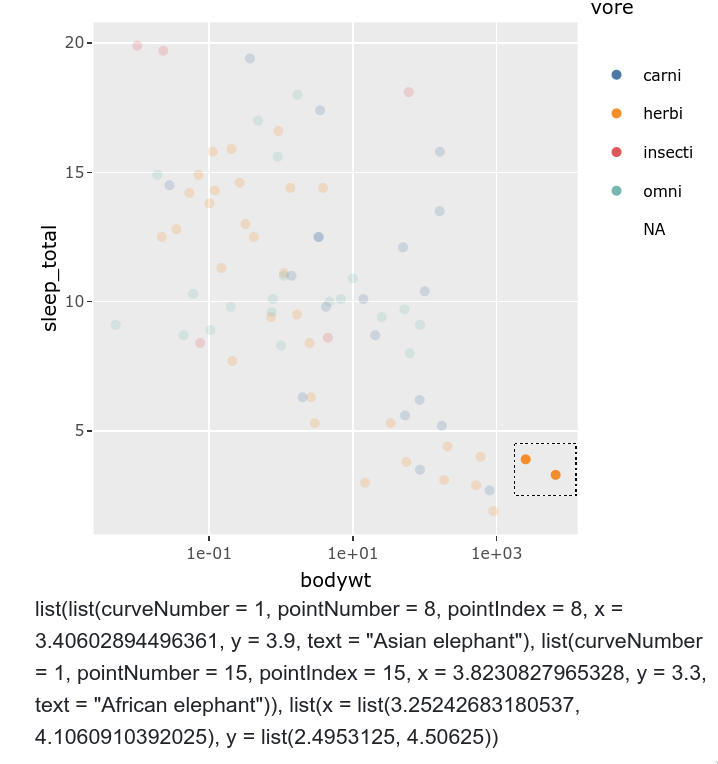 vore
20
carni
herbi
15
insecti
omni
NA
sleep_total
10
5
1e-01 1e+01 1e+03
bodywt
list(list(curveNumber = 1, pointNumber = 8, pointIndex = 8, x =
3.40602894496361, y = 3.9, text = "Asian elephant"), list(curveNumber
= 1, pointNumber = 15, pointIndex = 15, x = 3.8230827965328, y = 3.3,
text = "African elephant")), list(x = list(3.25242683180537,
4.1060910392025), y = list(2.4953125, 4.50625))